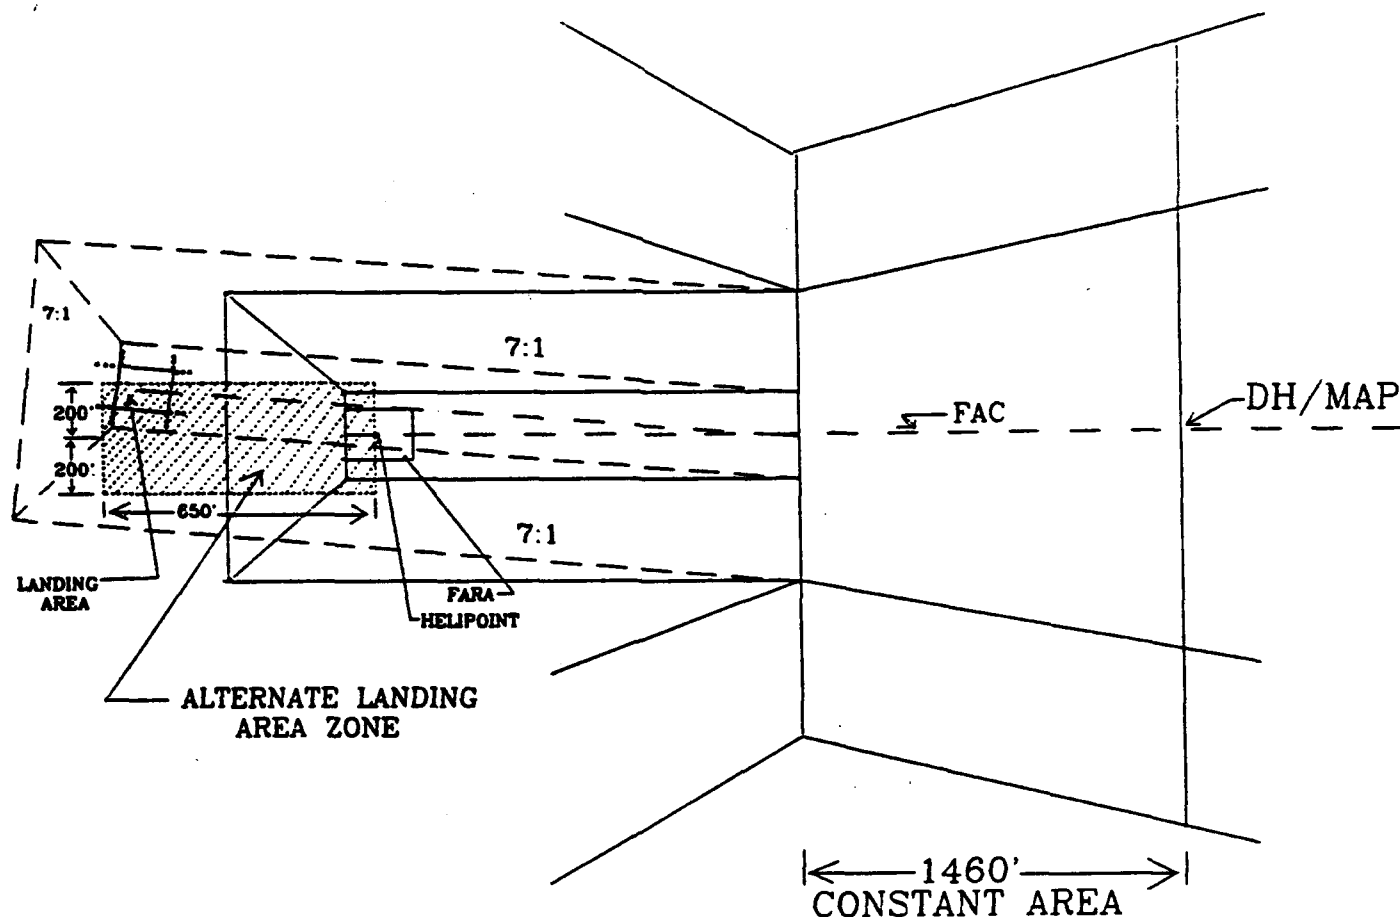 7:1
7:1
200'
200'
FAC
DH/MAP
650'
7:1
LANDING
AREA
FARA
HELIPOINT
ALTERNATE LANDING
AREA ZONE
1460'
CONSTANT AREA